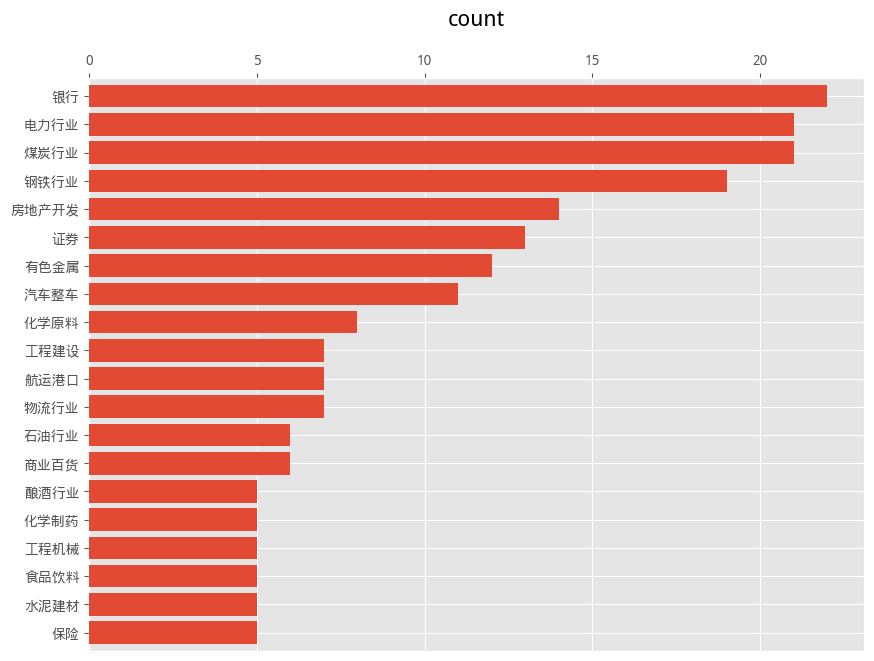 count
0 5 10 15 20
银行
电力行业
煤炭行业
钢铁行业
房地产开发
证券
有色金属
汽车整车
化学原料
工程建设
航运港口
物流行业
石油行业
商业百货
酿酒行业
化学制药
工程机械
食品饮料
水泥建材
保险